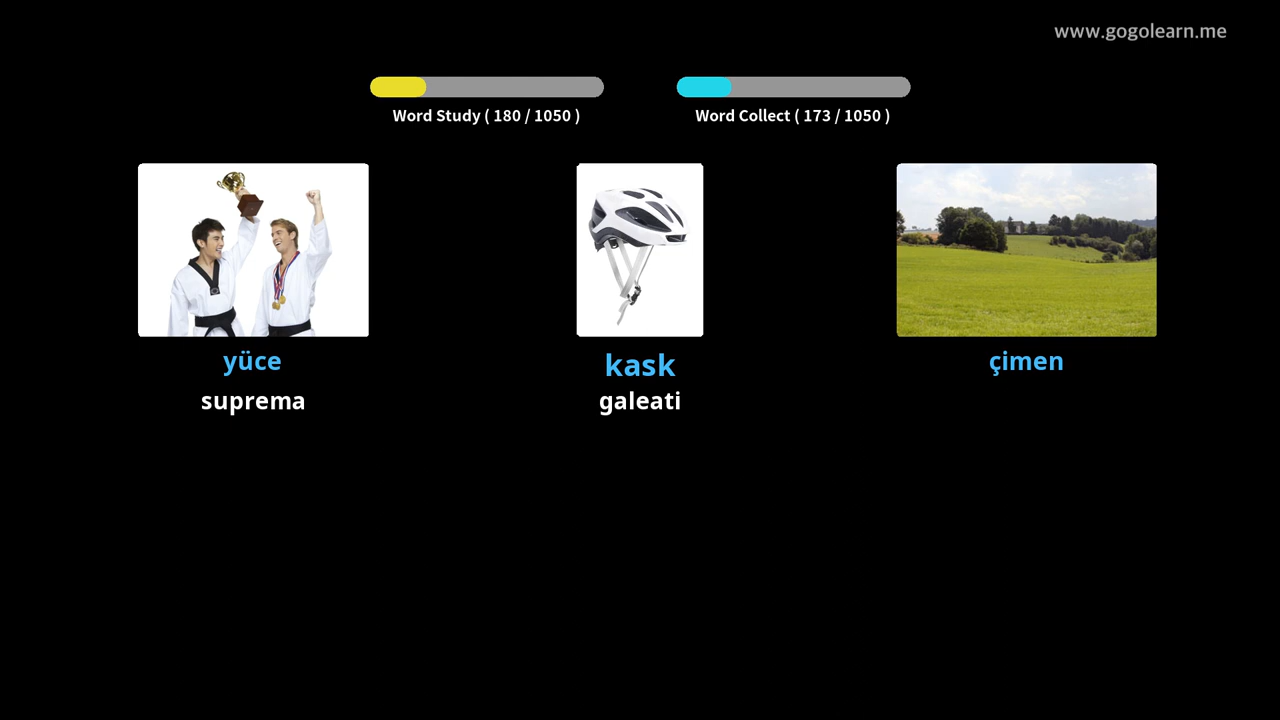 www.gogolearn.me
Word Study ( 180 / 1050 )
Word Collect ( 173 / 1050 )
yüce
kask
çimen
suprema
galeati